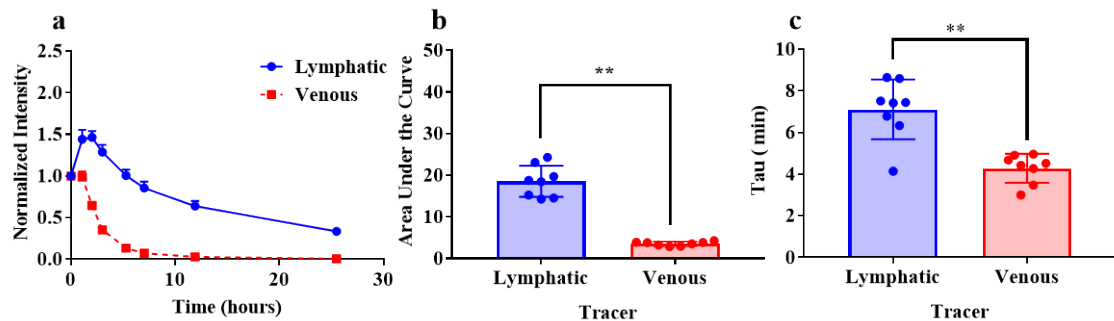 a
Normalized Intensity
2.5
2.0
1.5
1.0
0.5
0.0
0
10
20
30
Time (hours)
Lymphatic
Venous
b
Area Under the Curve
50
40
30
20
10
0
**
Lymphatic
Venous
Tracer
c
Tau ( min)
10
8
6
4
2
0
**
Lymphatic
Venous
Tracer